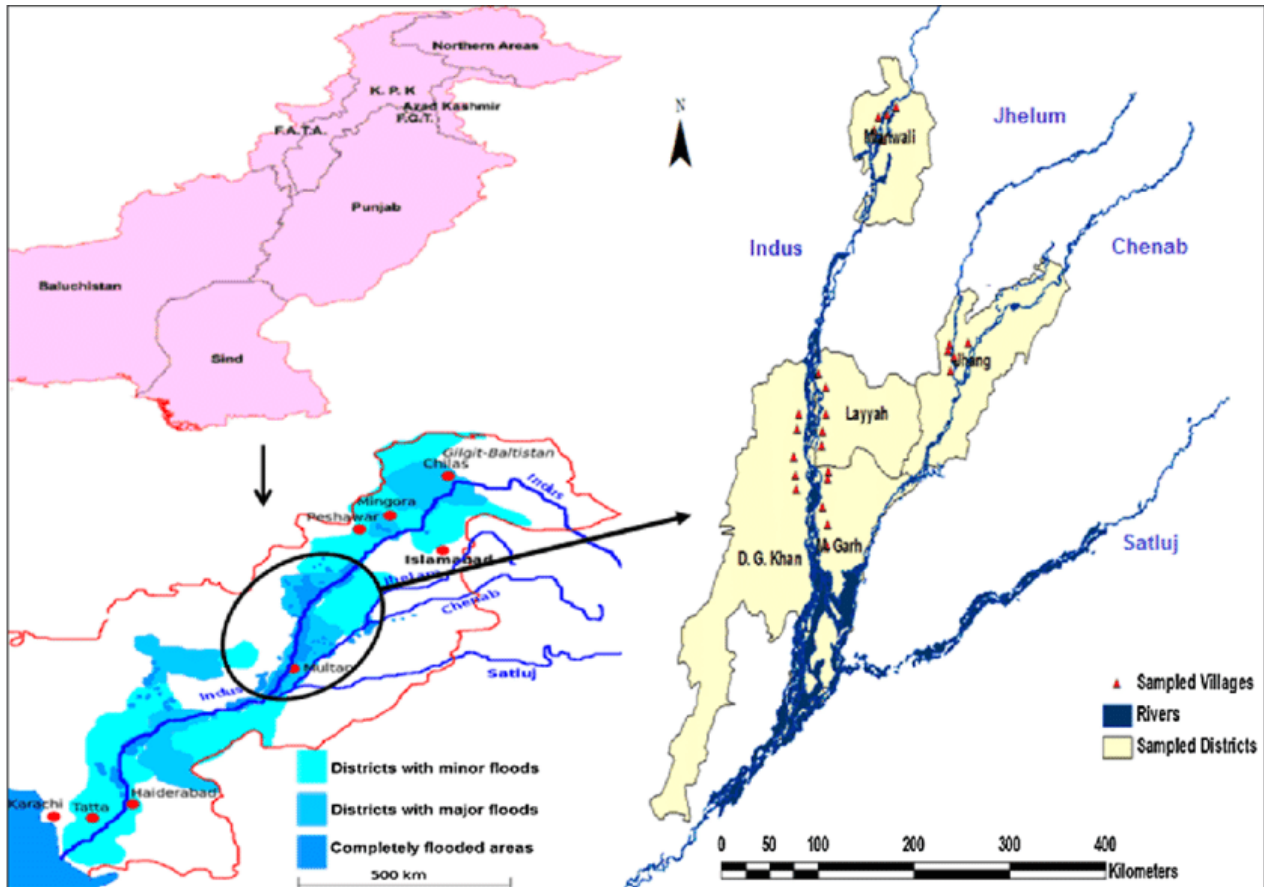 Northern Areas
K. P. K
Azad Kashmir
F.G.T.
F.A.T.A.
Punjab
Baluchistan
Sind
Gilgit-Baltistan
Chilas
Indus
Mingora
Peshawar
Islamabad
Jhelam
Chenab
Multan
Satluj
Indus
Haiderabad
Karachi
Tatta
Districts with minor floods
Districts with major floods
Completely flooded areas
500 km
N
Jhelum
Mianwali
Indus
Chenab
Jhang
Layyah
Satluj
D. G. Khan
M. Garh
Sampled Villages
Rivers
Sampled Districts
0 50 100 200 300 400
Kilometers